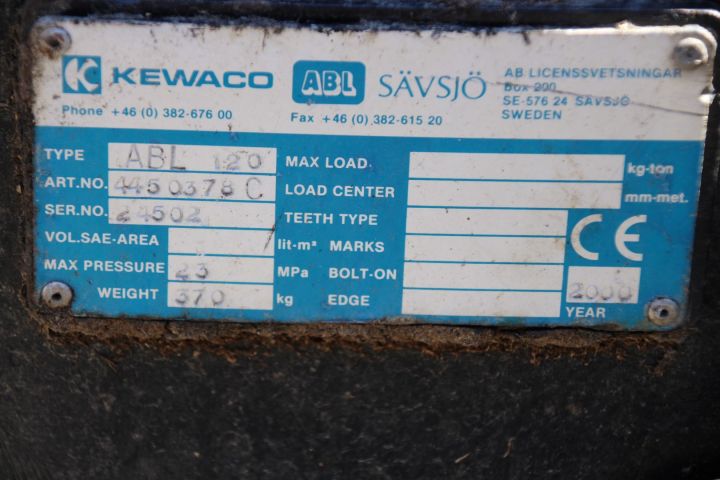 KEWACO ABL SÄVSJÖ
AB LICENSSVETSNINGAR
Box 200
SE-576 24 SÄVSJÖ
SWEDEN
Phone +46 (0) 382-676 00 Fax +46 (0) 382-615 20
TYPE ABL 120 MAX LOAD kg-ton
ART.NO. 4450378 C LOAD CENTER mm-met.
SER.NO. 24502 TEETH TYPE CE
VOL.SAE-AREA lit-m² MARKS
MAX PRESSURE 23 MPa BOLT-ON 2000
WEIGHT 370 kg EDGE YEAR